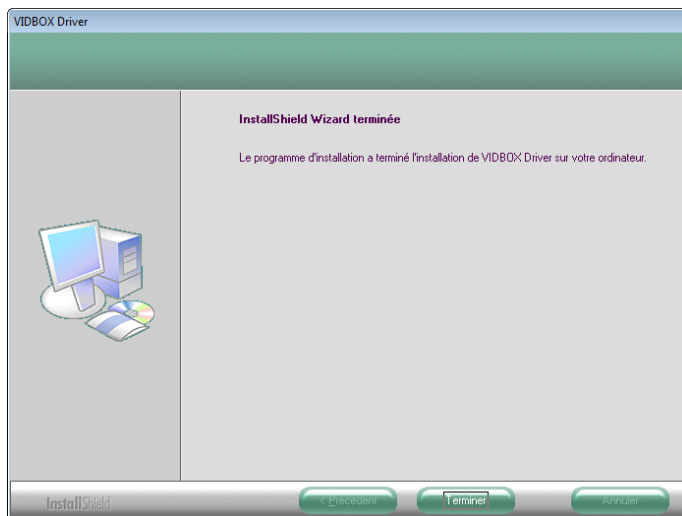 VIDBOX Driver
InstallShield Wizard terminée
Le programme d'installation a terminé l'installation de VIDBOX Driver sur votre ordinateur.
InstallShield
< Précédent
Terminer
Annuler